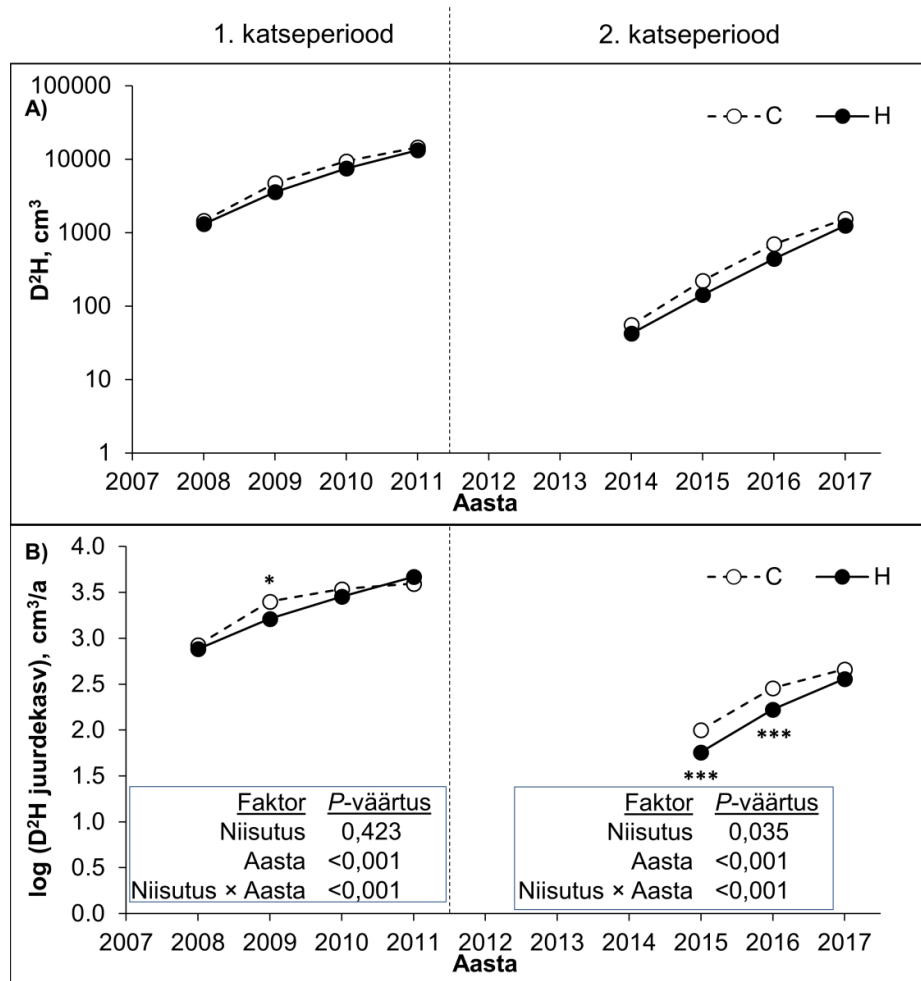 1. katseperiood 2. katseperiood
A)
C H
D²H, cm³
100000
10000
1000
100
10
1
2007 2008 2009 2010 2011 2012 2013 2014 2015 2016 2017
Aasta
B)
C H
log (D²H juurdekasv), cm³/a
4.0
3.5
3.0
2.5
2.0
1.5
1.0
0.5
0.0
*
***
***
Faktor P-väärtus
Niisutus 0,423
Aasta <0,001
Niisutus × Aasta <0,001
Faktor P-väärtus
Niisutus 0,035
Aasta <0,001
Niisutus × Aasta <0,001
2007 2008 2009 2010 2011 2012 2013 2014 2015 2016 2017
Aasta